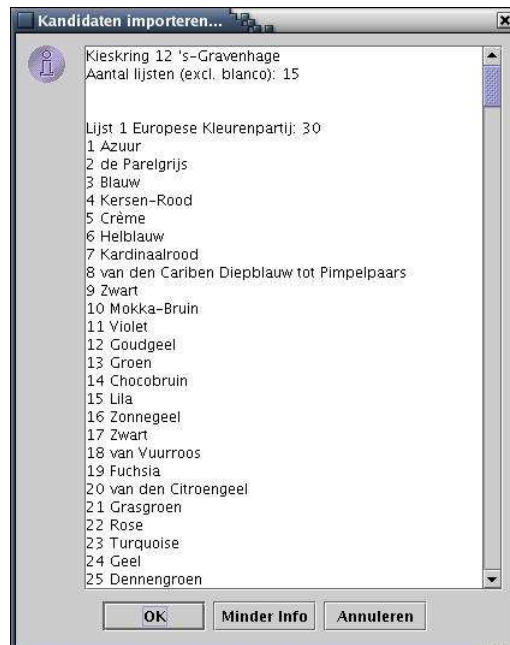 Kandidaten importeren...
Kieskring 12 's-Gravenhage
Aantal lijsten (excl. blanco): 15
Lijst 1 Europese Kleurenpartij: 30
1 Azuur
2 de Parelgrijs
3 Blauw
4 Kersen-Rood
5 Crème
6 Helblauw
7 Kardinaalrood
8 van den Cariben Diepblauw tot Pimpelpaars
9 Zwart
10 Mokka-Bruin
11 Violet
12 Goudgeel
13 Groen
14 Chocobruin
15 Lila
16 Zonnegeel
17 Zwart
18 van Vuurroos
19 Fuchsia
20 van den Citroengeel
21 Grasgroen
22 Rose
23 Turquoise
24 Geel
25 Dennengroen
OK Minder Info Annuleren